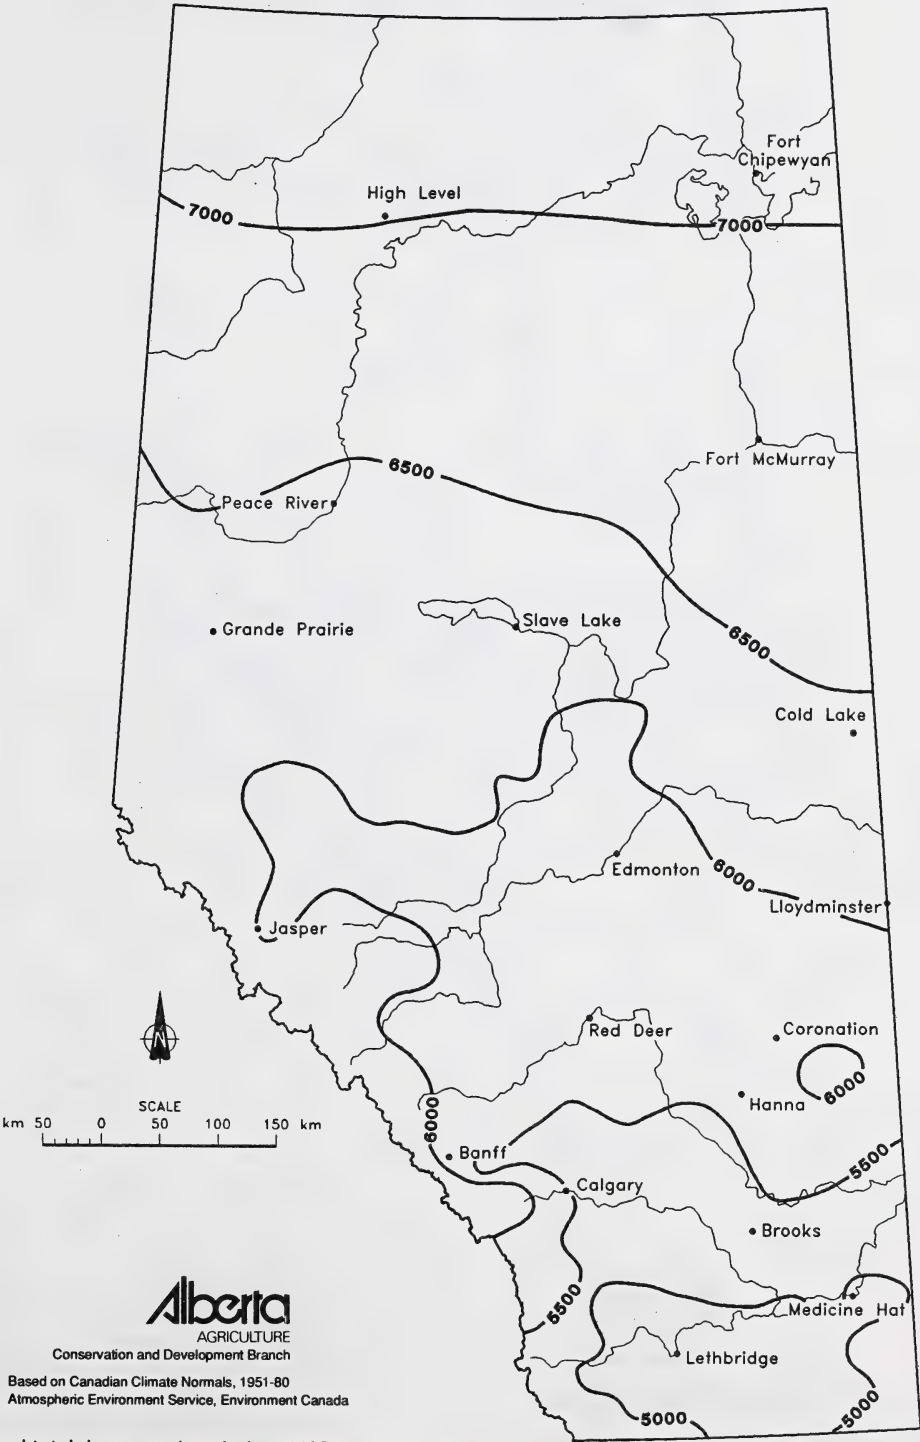 Fort
Chipewyan
High Level
7000
7000
Fort McMurray
6500
Peace River
Grande Prairie
Slave Lake
6500
Cold Lake
Edmonton
6000
Lloydminster
Jasper
N
Red Deer
Coronation
6000
Hanna
SCALE
km 50 0 50 100 150 km
6000
Banff
5500
Calgary
Brooks
5500
Medicine Hat
Lethbridge
5000
5000
Alberta
AGRICULTURE
Conservation and Development Branch
Based on Canadian Climate Normals, 1951-80
Atmospheric Environment Service, Environment Canada